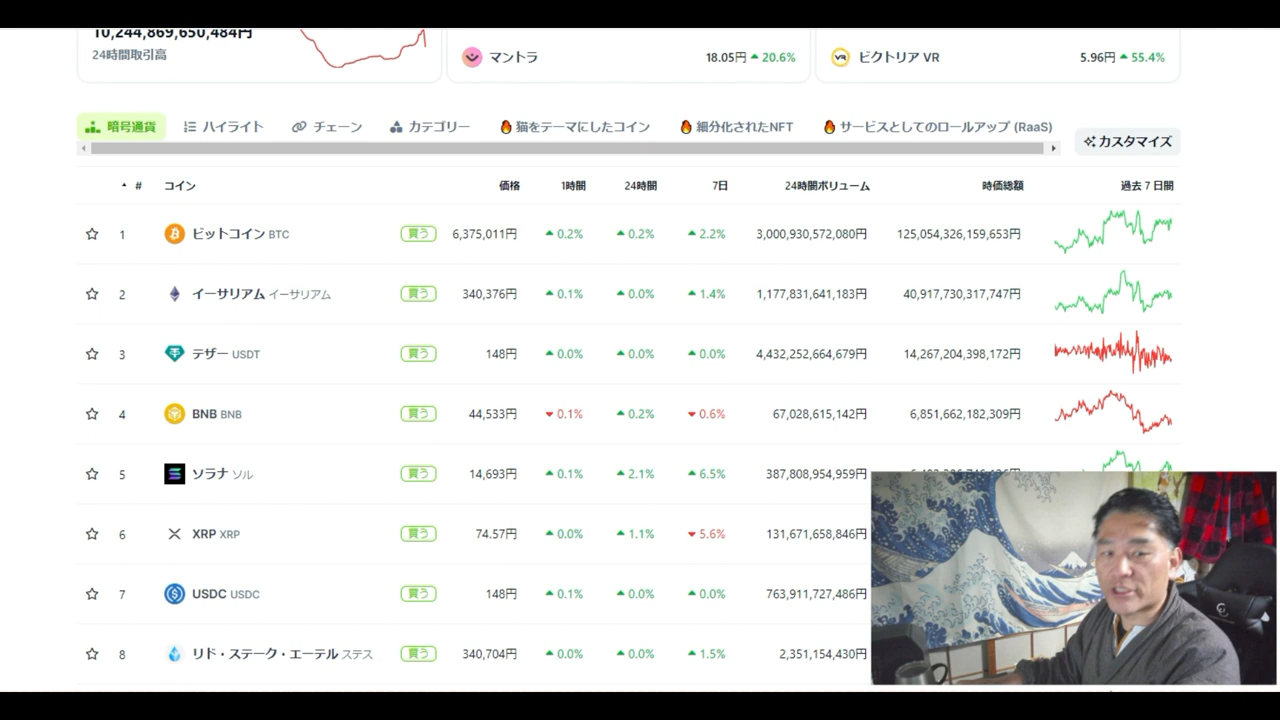 10,244,869,650,484円
24時間取引高
マントラ 18.05円 20.6%
ビクトリア VR 5.96円 55.4%
暗号通貨 ハイライト チェーン カテゴリー 猫をテーマにしたコイン 細分化されたNFT サービスとしてのロールアップ (RaaS) カスタマイズ
# コイン 価格 1時間 24時間 7日 24時間ボリューム 時価総額 過去 7 日間
1 ビットコイン BTC 買う 6,375,011円 0.2% 0.2% 2.2% 3,000,930,572,080円 125,054,326,159,653円
2 イーサリアム イーサリアム 買う 340,376円 0.1% 0.0% 1.4% 1,177,831,641,183円 40,917,730,317,747円
3 テザー USDT 買う 148円 0.0% 0.0% 0.0% 4,432,252,664,679円 14,267,204,398,172円
4 BNB BNB 買う 44,533円 0.1% 0.2% 0.6% 67,028,615,142円 6,851,662,182,309円
5 ソラナ ソル 買う 14,693円 0.1% 2.1% 6.5% 387,808,954,959円
6 XRP XRP 買う 74.57円 0.0% 1.1% 5.6% 131,671,658,846円
7 USDC USDC 買う 148円 0.1% 0.0% 0.0% 763,911,727,486円
8 リド・ステーク・エーテル ステス 買う 340,704円 0.0% 0.0% 1.5% 2,351,154,430円